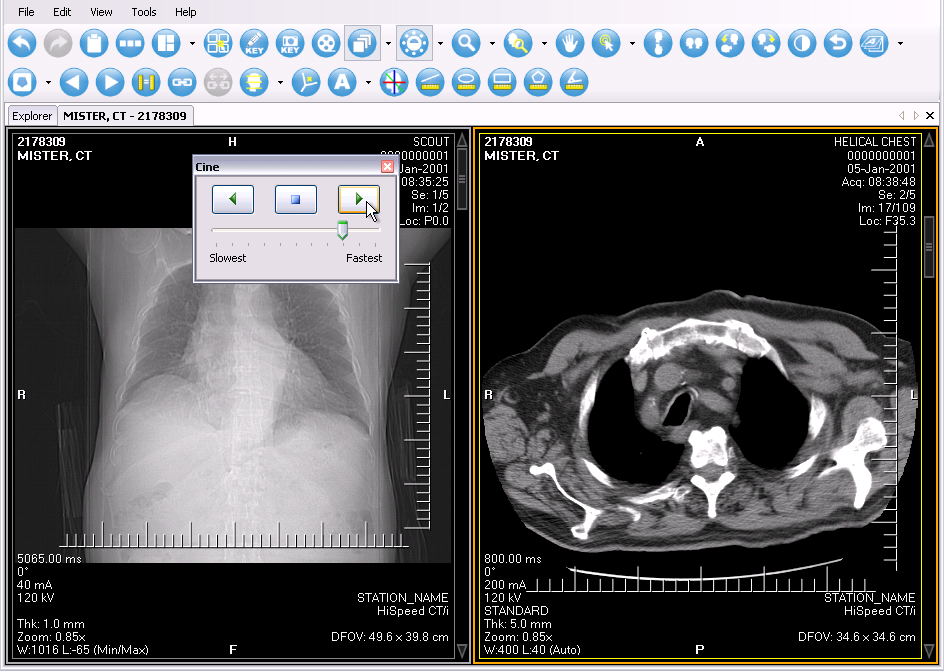 File Edit View Tools Help
KEY KEY
A
Explorer MISTER, CT - 2178309
2178309
MISTER, CT
H
SCOUT
0000000001
Jan-2001
08:35:25
Se: 1/5
Im: 1/2
Loc: P0.0
Cine
Slowest Fastest
R
L
5065.00 ms
0°
40 mA
120 kV
Thk: 1.0 mm
Zoom: 0.85x
W:1016 L:-65 (Min/Max)
F
STATION_NAME
HiSpeed CT/i
DFOV: 49.6 x 39.8 cm
2178309
MISTER, CT
A
HELICAL CHEST
0000000001
05-Jan-2001
Acq: 08:38:48
Se: 2/5
Im: 17/109
Loc: F35.3
R
L
800.00 ms
0°
200 mA
120 kV
STANDARD
Thk: 5.0 mm
Zoom: 0.85x
W:400 L:40 (Auto)
P
STATION_NAME
HiSpeed CT/i
DFOV: 34.6 x 34.6 cm